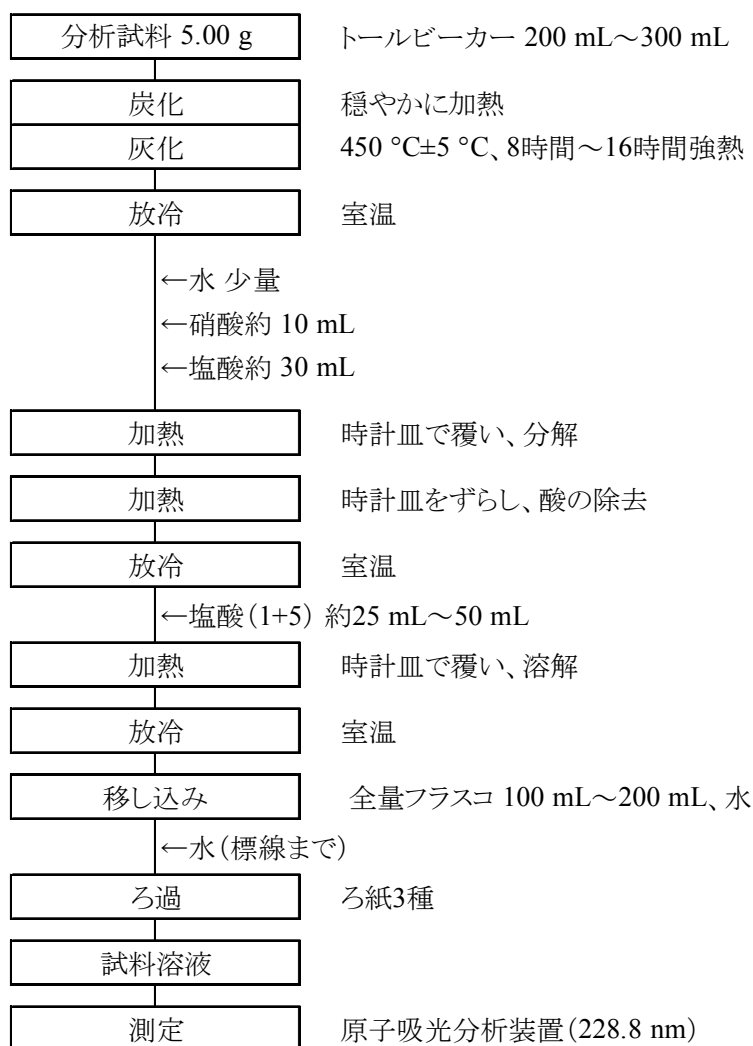 分析試料 5.00 g トールビーカー 200 mL～300 mL
炭化 穏やかに加熱
灰化 450 °C±5 °C、8時間～16時間強熱
放冷 室温
←水 少量
←硝酸約 10 mL
←塩酸約 30 mL
加熱 時計皿で覆い、分解
加熱 時計皿をずらし、酸の除去
放冷 室温
←塩酸（1+5） 約25 mL～50 mL
加熱 時計皿で覆い、溶解
放冷 室温
移し込み 全量フラスコ 100 mL～200 mL、水
←水（標線まで）
ろ過 ろ紙3種
試料溶液
測定 原子吸光分析装置（228.8 nm）